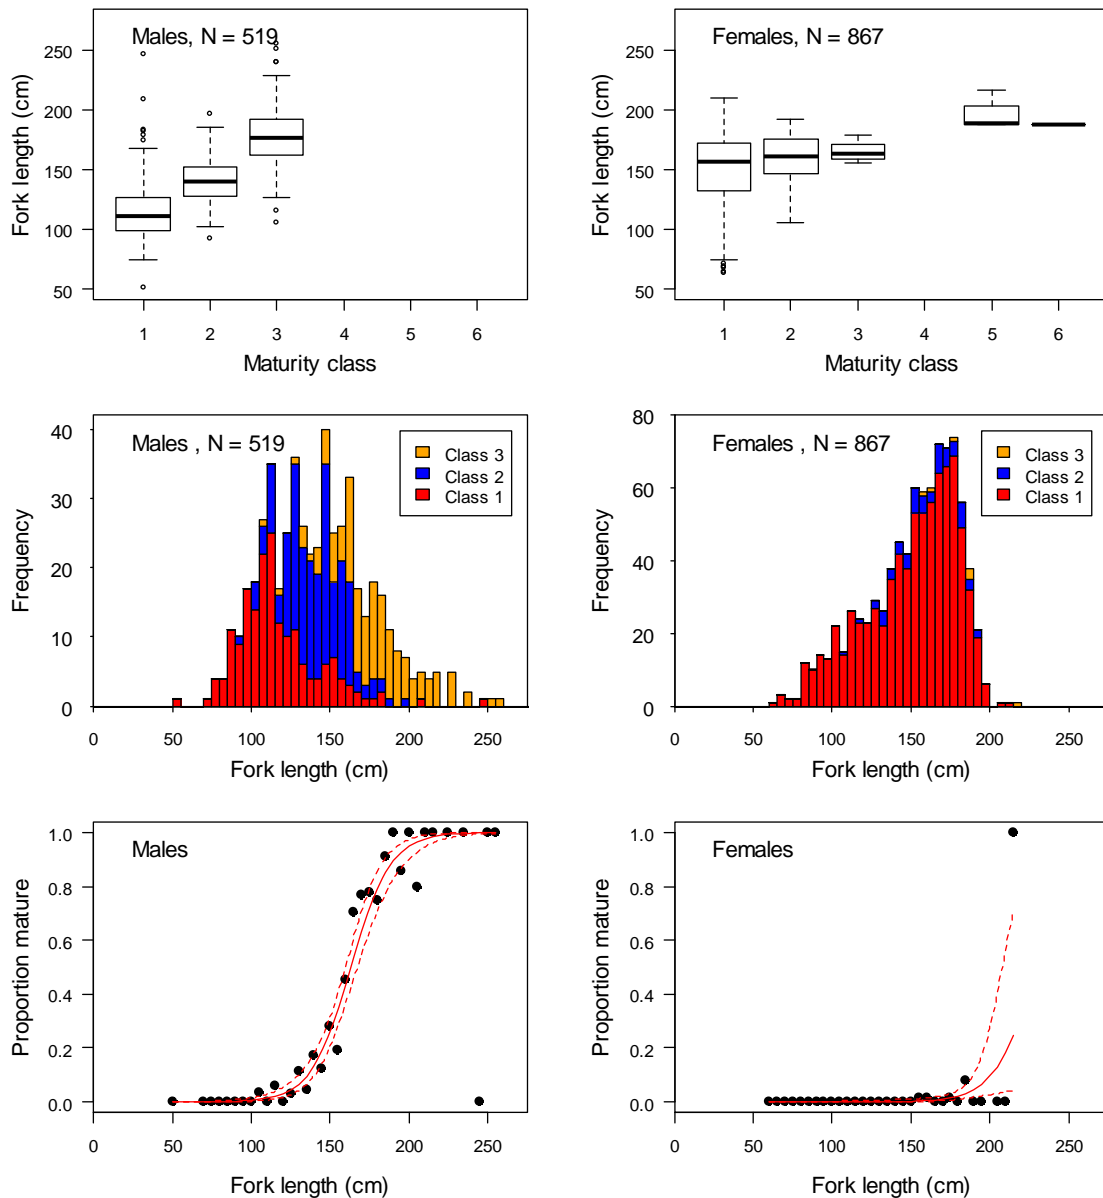 Males, N = 519
Fork length (cm)
250
200
150
100
50
1 2 3 4 5 6
Maturity class
Females, N = 867
Fork length (cm)
250
200
150
100
50
1 2 3 4 5 6
Maturity class
Males , N = 519
Class 3
Class 2
Class 1
Frequency
40
30
20
10
0
0 50 100 150 200 250
Fork length (cm)
Females , N = 867
Class 3
Class 2
Class 1
Frequency
80
60
40
20
0
0 50 100 150 200 250
Fork length (cm)
Males
Proportion mature
1.0
0.8
0.6
0.4
0.2
0.0
0 50 100 150 200 250
Fork length (cm)
Females
Proportion mature
1.0
0.8
0.6
0.4
0.2
0.0
0 50 100 150 200 250
Fork length (cm)